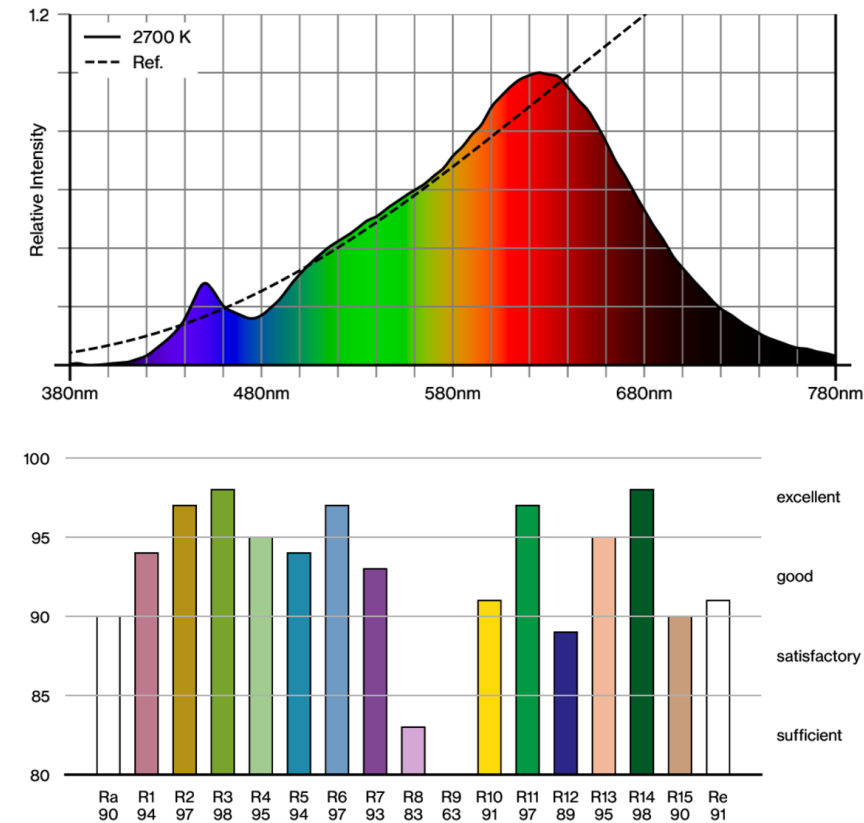 1.2
2700 K
Ref.
Relative Intensity
380nm 480nm 580nm 680nm 780nm
100
excellent
95
good
90
satisfactory
85
sufficient
80
Ra R1 R2 R3 R4 R5 R6 R7 R8 R9 R10 R11 R12 R13 R14 R15 Re
90 94 97 98 95 94 97 93 83 63 91 97 89 95 98 90 91